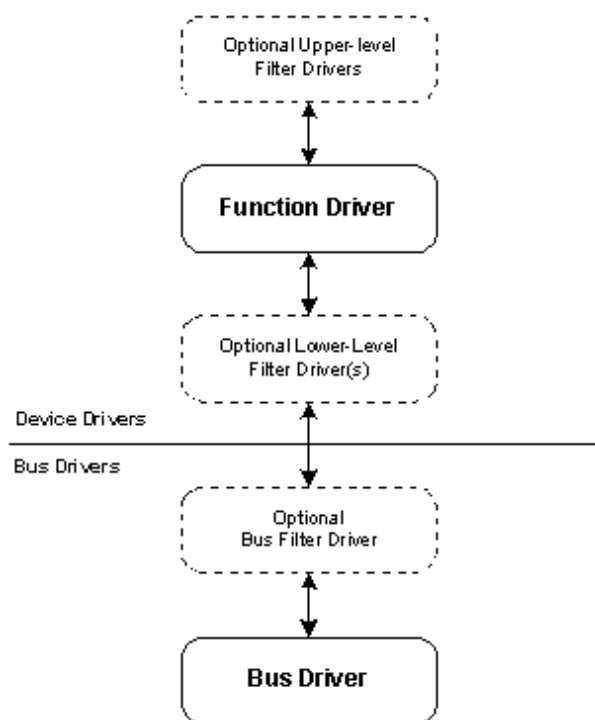 Optional Upper-level
Filter Drivers
Function Driver
Optional Lower-Level
Filter Driver(s)
Device Drivers
Bus Drivers
Optional
Bus Filter Driver
Bus Driver